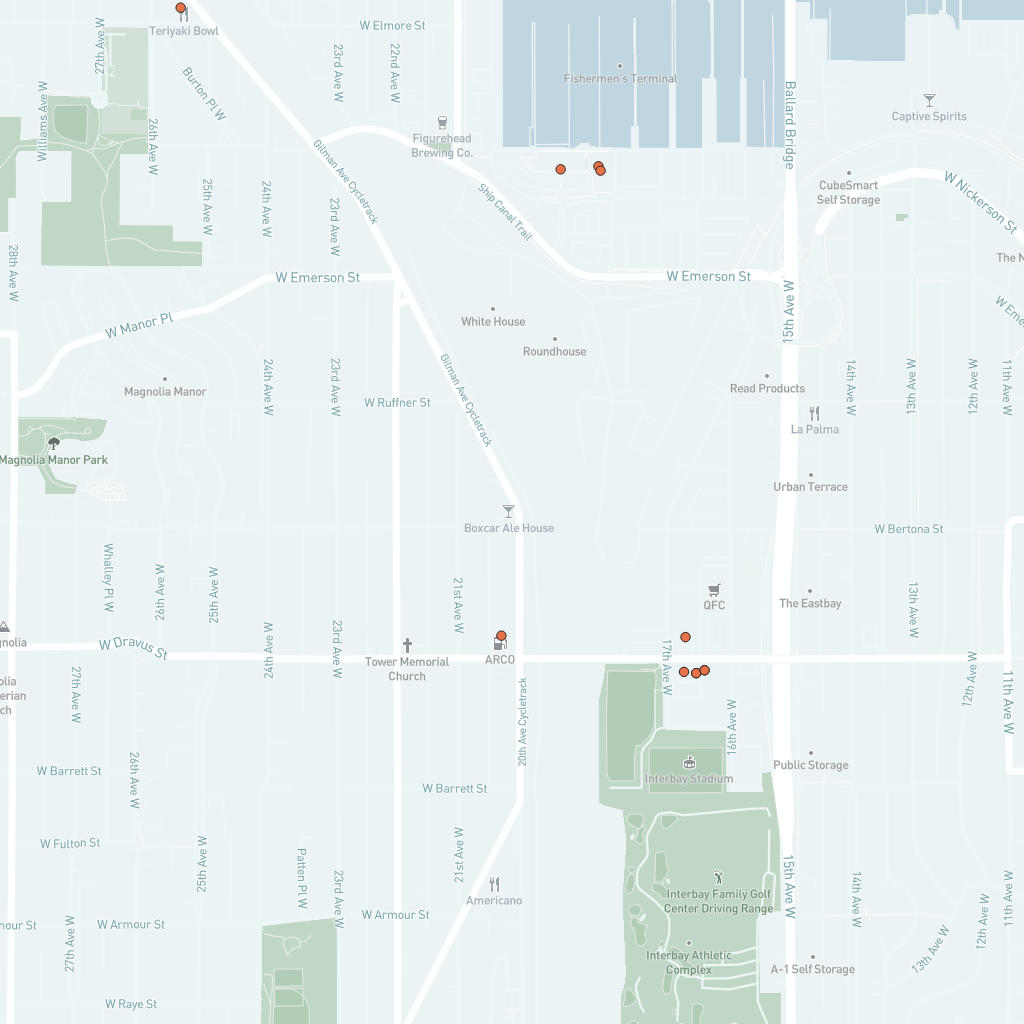 W Elmore St
Teriyaki Bowl
27th Ave W
23rd Ave W
22nd Ave W
Fishermen's Terminal
Burton Pl W
Ballard Bridge
Captive Spirits
Williams Ave W
26th Ave W
Figurehead
Brewing Co.
Gilman Ave Cycletrack
CubeSmart
Self Storage
W Nickerson St
25th Ave W
24th Ave W
23rd Ave W
Ship Canal Trail
28th Ave W
The N
W Emerson St
W Emerson St
15th Ave W
W Eme
W Manor Pl
White House
Roundhouse
Gilman Ave Cycletrack
24th Ave W
23rd Ave W
Magnolia Manor
W Ruffner St
Read Products
14th Ave W
13th Ave W
12th Ave W
11th Ave W
La Palma
Magnolia Manor Park
Urban Terrace
Boxcar Ale House
W Bertona St
Whalley Pl W
26th Ave W
25th Ave W
21st Ave W
QFC
The Eastbay
13th Ave W
nolia
W Dravus St
24th Ave W
23rd Ave W
Tower Memorial
Church
ARCO
17th Ave W
olia
erian
ch
27th Ave W
12th Ave W
11th Ave W
20th Ave Cycletrack
16th Ave W
W Barrett St
26th Ave W
W Barrett St
Interbay Stadium
Public Storage
W Fulton St
25th Ave W
Patten Pl W
23rd Ave W
21st Ave W
Americano
Interbay Family Golf
Center Driving Range
15th Ave W
14th Ave W
11th Ave W
12th Ave W
13th Ave W
mour St
W Armour St
W Armour St
27th Ave W
Interbay Athletic
Complex
A-1 Self Storage
W Raye St